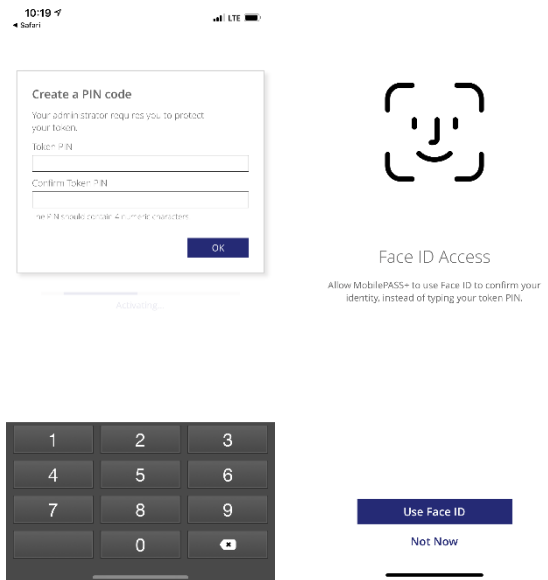 10:19
Safari
LTE
Create a PIN code
Your administrator requires you to protect
your token.
Token PIN
Confirm Token PIN
The PIN should contain 4 numeric characters
OK
Activating...
1 2 3
4 5 6
7 8 9
0
Face ID Access
Allow MobilePASS+ to use Face ID to confirm your
identity, instead of typing your token PIN.
Use Face ID
Not Now